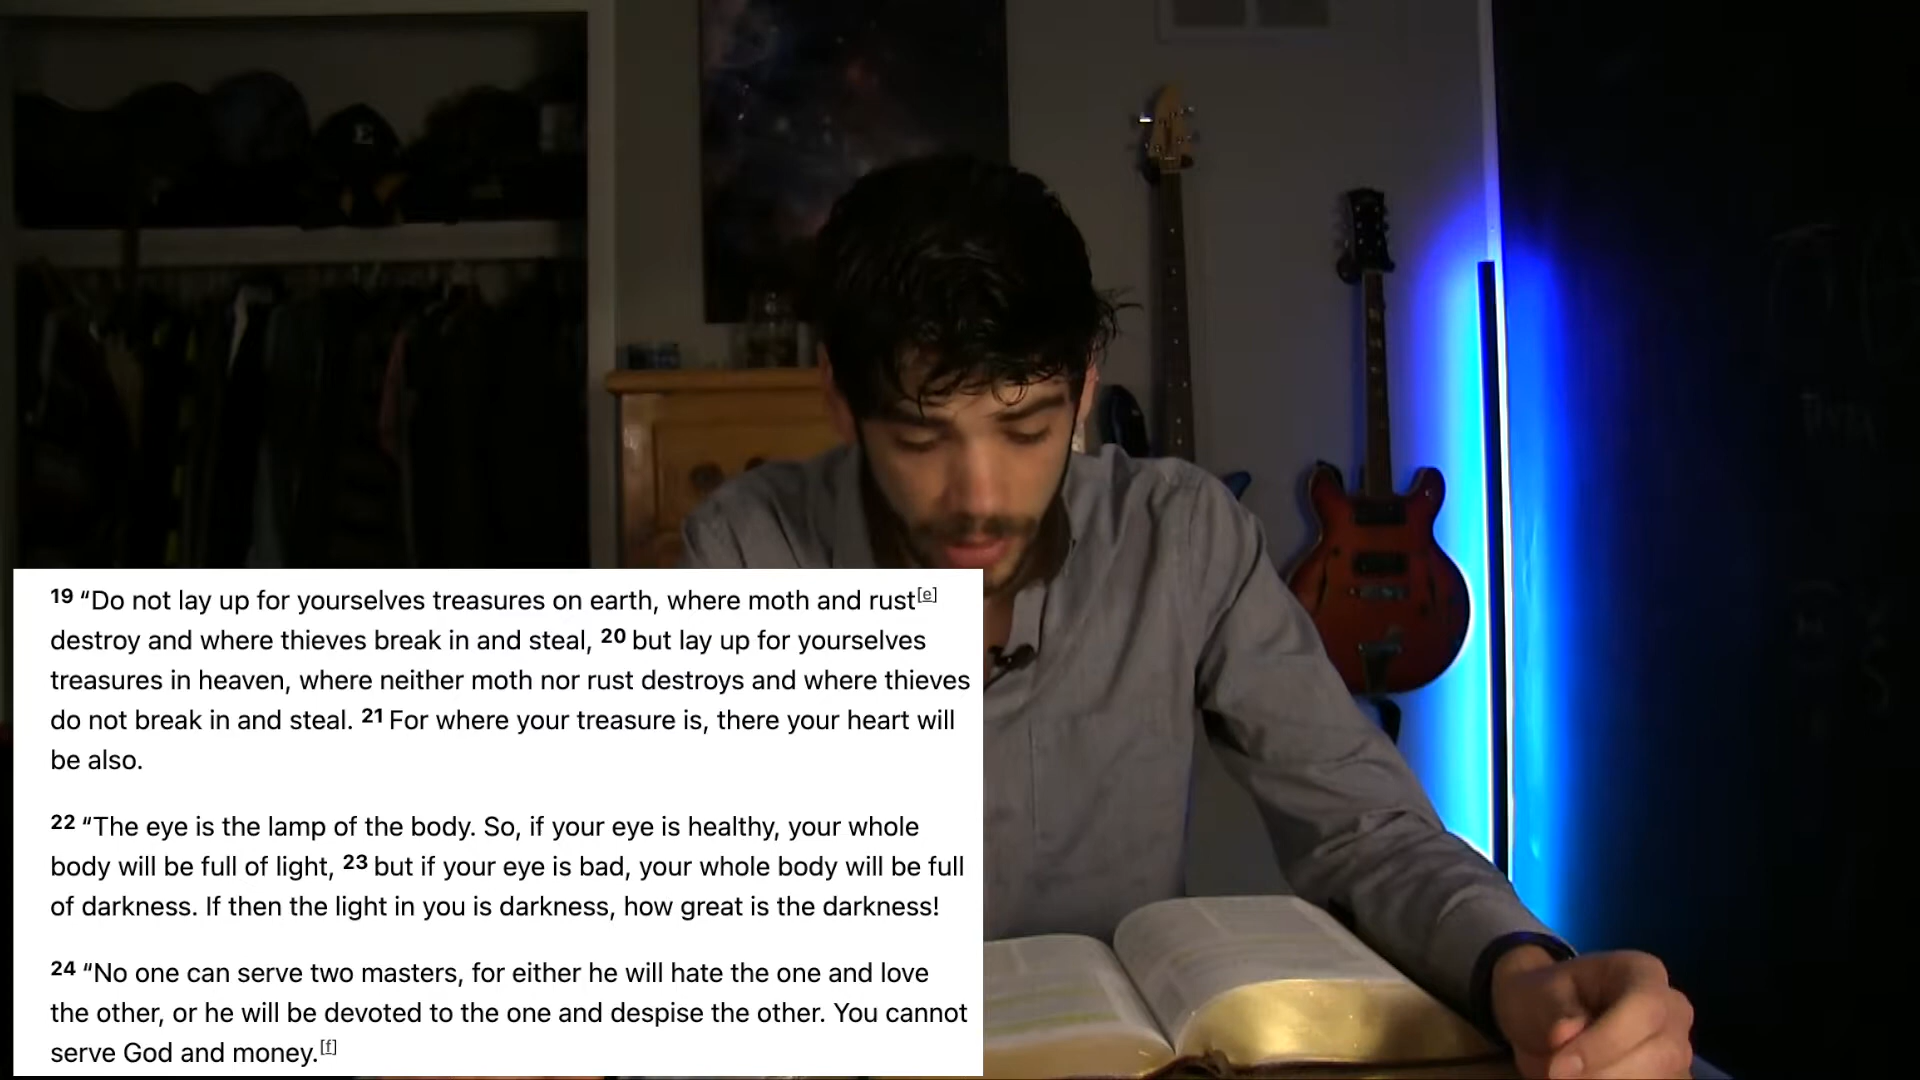 19 “Do not lay up for yourselves treasures on earth, where moth and rust[e]
destroy and where thieves break in and steal, 20 but lay up for yourselves
treasures in heaven, where neither moth nor rust destroys and where thieves
do not break in and steal. 21 For where your treasure is, there your heart will
be also.
22 “The eye is the lamp of the body. So, if your eye is healthy, your whole
body will be full of light, 23 but if your eye is bad, your whole body will be full
of darkness. If then the light in you is darkness, how great is the darkness!
24 “No one can serve two masters, for either he will hate the one and love
the other, or he will be devoted to the one and despise the other. You cannot
serve God and money.[f]